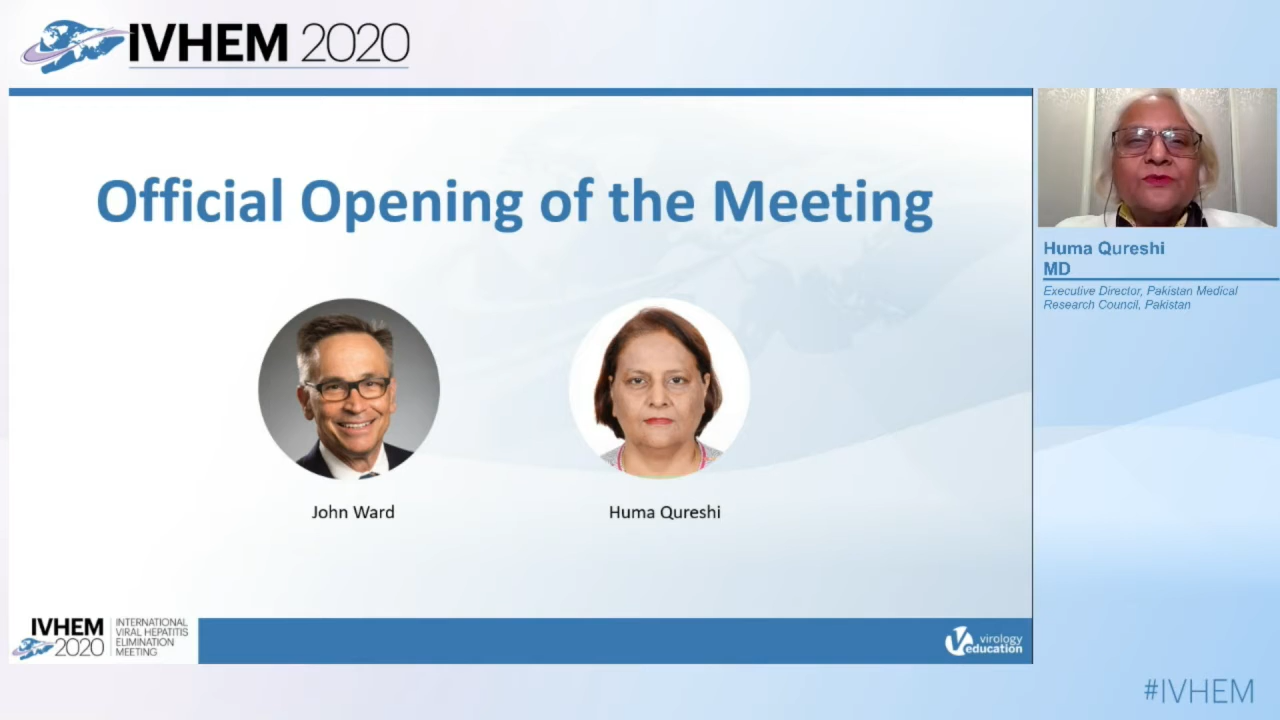 IVHEM 2020
Official Opening of the Meeting
John Ward
Huma Qureshi
Huma Qureshi
MD
Executive Director, Pakistan Medical
Research Council, Pakistan
IVHEM
2020
INTERNATIONAL
VIRAL HEPATITIS
ELIMINATION
MEETING
virology
education
#IVHEM